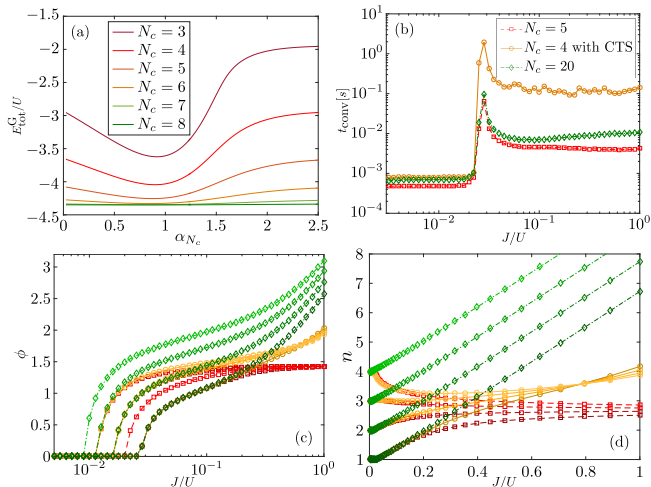 (a)
N_c = 3
N_c = 4
N_c = 5
N_c = 6
N_c = 7
N_c = 8
−1.5
−2
−2.5
−3
−3.5
−4
−4.5
E^G_tot/U
0 0.5 1 1.5 2 2.5
α_{N_c}
(b)
N_c = 5
N_c = 4 with CTS
N_c = 20
10^1
10^0
10^−1
10^−2
10^−3
10^−4
t_conv[s]
10^−2 10^−1 10^0
J/U
3
2.5
2
1.5
1
0.5
0
ϕ
(c)
10^−2 10^−1 10^0
J/U
8
7
6
5
4
3
2
1
n
(d)
0 0.2 0.4 0.6 0.8 1
J/U